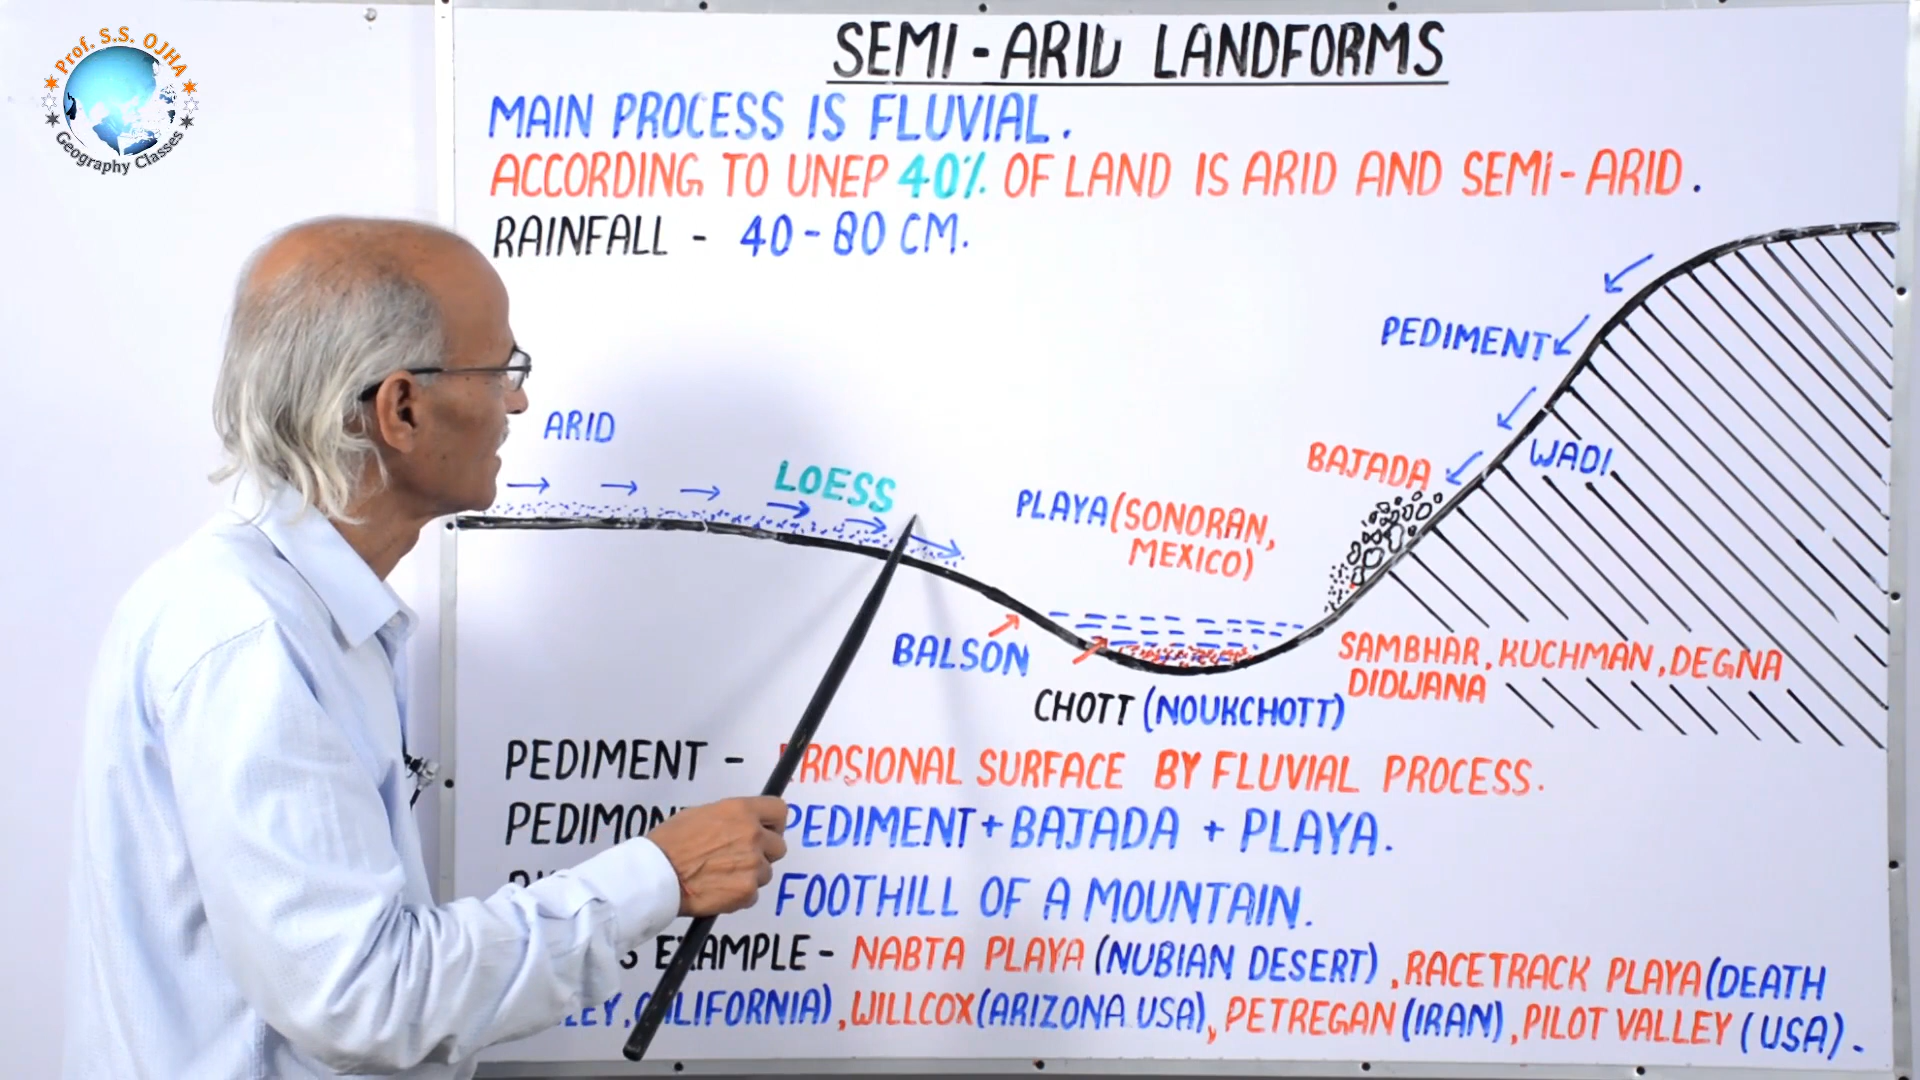 Prof. S.S. OJHA
Geography Classes
SEMI-ARID LANDFORMS
MAIN PROCESS IS FLUVIAL.
ACCORDING TO UNEP 40% OF LAND IS ARID AND SEMI-ARID.
RAINFALL - 40-80 CM.
PEDIMENT
ARID
BAJADA
WADI
LOESS
PLAYA (SONORAN,
MEXICO)
BALSON
SAMBHAR, KUCHMAN, DEGNA
DIDWANA
CHOTT (NOUKCHOTT)
PEDIMENT - EROSIONAL SURFACE BY FLUVIAL PROCESS.
PEDIMENT + BAJADA + PLAYA.
FOOTHILL OF A MOUNTAIN.
EXAMPLE - NABTA PLAYA (NUBIAN DESERT), RACETRACK PLAYA (DEATH
CALIFORNIA), WILLCOX (ARIZONA USA), PETREGAN (IRAN), PILOT VALLEY (USA).